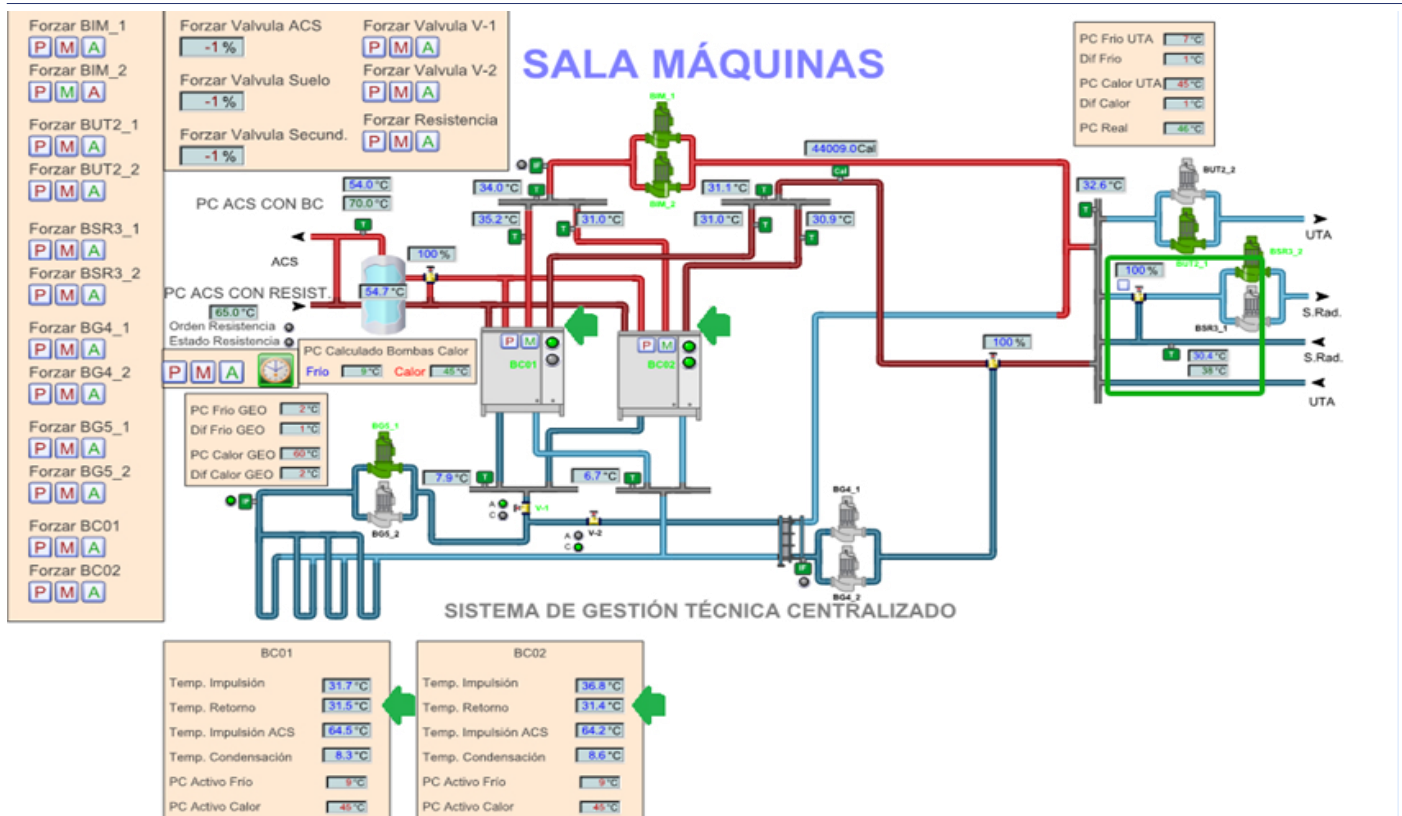 Forzar BIM_1
P M A
Forzar BIM_2
P M A
Forzar BUT2_1
P M A
Forzar BUT2_2
P M A
Forzar BSR3_1
P M A
Forzar BSR3_2
P M A
Forzar BG4_1
P M A
Forzar BG4_2
P M A
Forzar BG5_1
P M A
Forzar BG5_2
P M A
Forzar BC01
P M A
Forzar BC02
P M A
Forzar Valvula ACS
-1 %
Forzar Valvula Suelo
-1 %
Forzar Valvula Secund.
-1 %
Forzar Valvula V-1
P M A
Forzar Valvula V-2
P M A
Forzar Resistencia
P M A
SALA MÁQUINAS
PC Frio UTA 7°C
Dif Frio 1°C
PC Calor UTA 45°C
Dif Calor 1°C
PC Real 46°C
BIM_1
BIM_2
IF
44009.0Cal
Cal
54.0°C
PC ACS CON BC 70.0°C
T
ACS
100 %
54.7°C
PC ACS CON RESIST.
65.0°C
Orden Resistencia
Estado Resistencia
P M A
PC Calculado Bombas Calor
Frío 9°C Calor 45°C
34.0°C
T
35.2°C
T
31.0°C
T
31.1°C
T
31.0°C
T
30.9°C
T
P M
BC01
P M
BC02
32.6°C
T
BUT2_2
BUT2_1
UTA
BSR3_2
100 %
BSR3_1
S.Rad.
S.Rad.
T
30.4°C
38°C
UTA
100 %
PC Frio GEO 2°C
Dif Frio GEO 1°C
PC Calor GEO 60°C
Dif Calor GEO 2°C
BG5_1
BG5_2
IF
7.9°C
T
6.7°C
T
A
C
V-1
A
C
V-2
BG4_1
BG4_2
IF
SISTEMA DE GESTIÓN TÉCNICA CENTRALIZADO
BC01
Temp. Impulsión 31.7°C
Temp. Retorno 31.5°C
Temp. Impulsión ACS 64.5°C
Temp. Condensación 8.3°C
PC Activo Frío 9°C
PC Activo Calor 45°C
BC02
Temp. Impulsión 36.8°C
Temp. Retorno 31.4°C
Temp. Impulsión ACS 64.2°C
Temp. Condensación 8.6°C
PC Activo Frío 9°C
PC Activo Calor 45°C